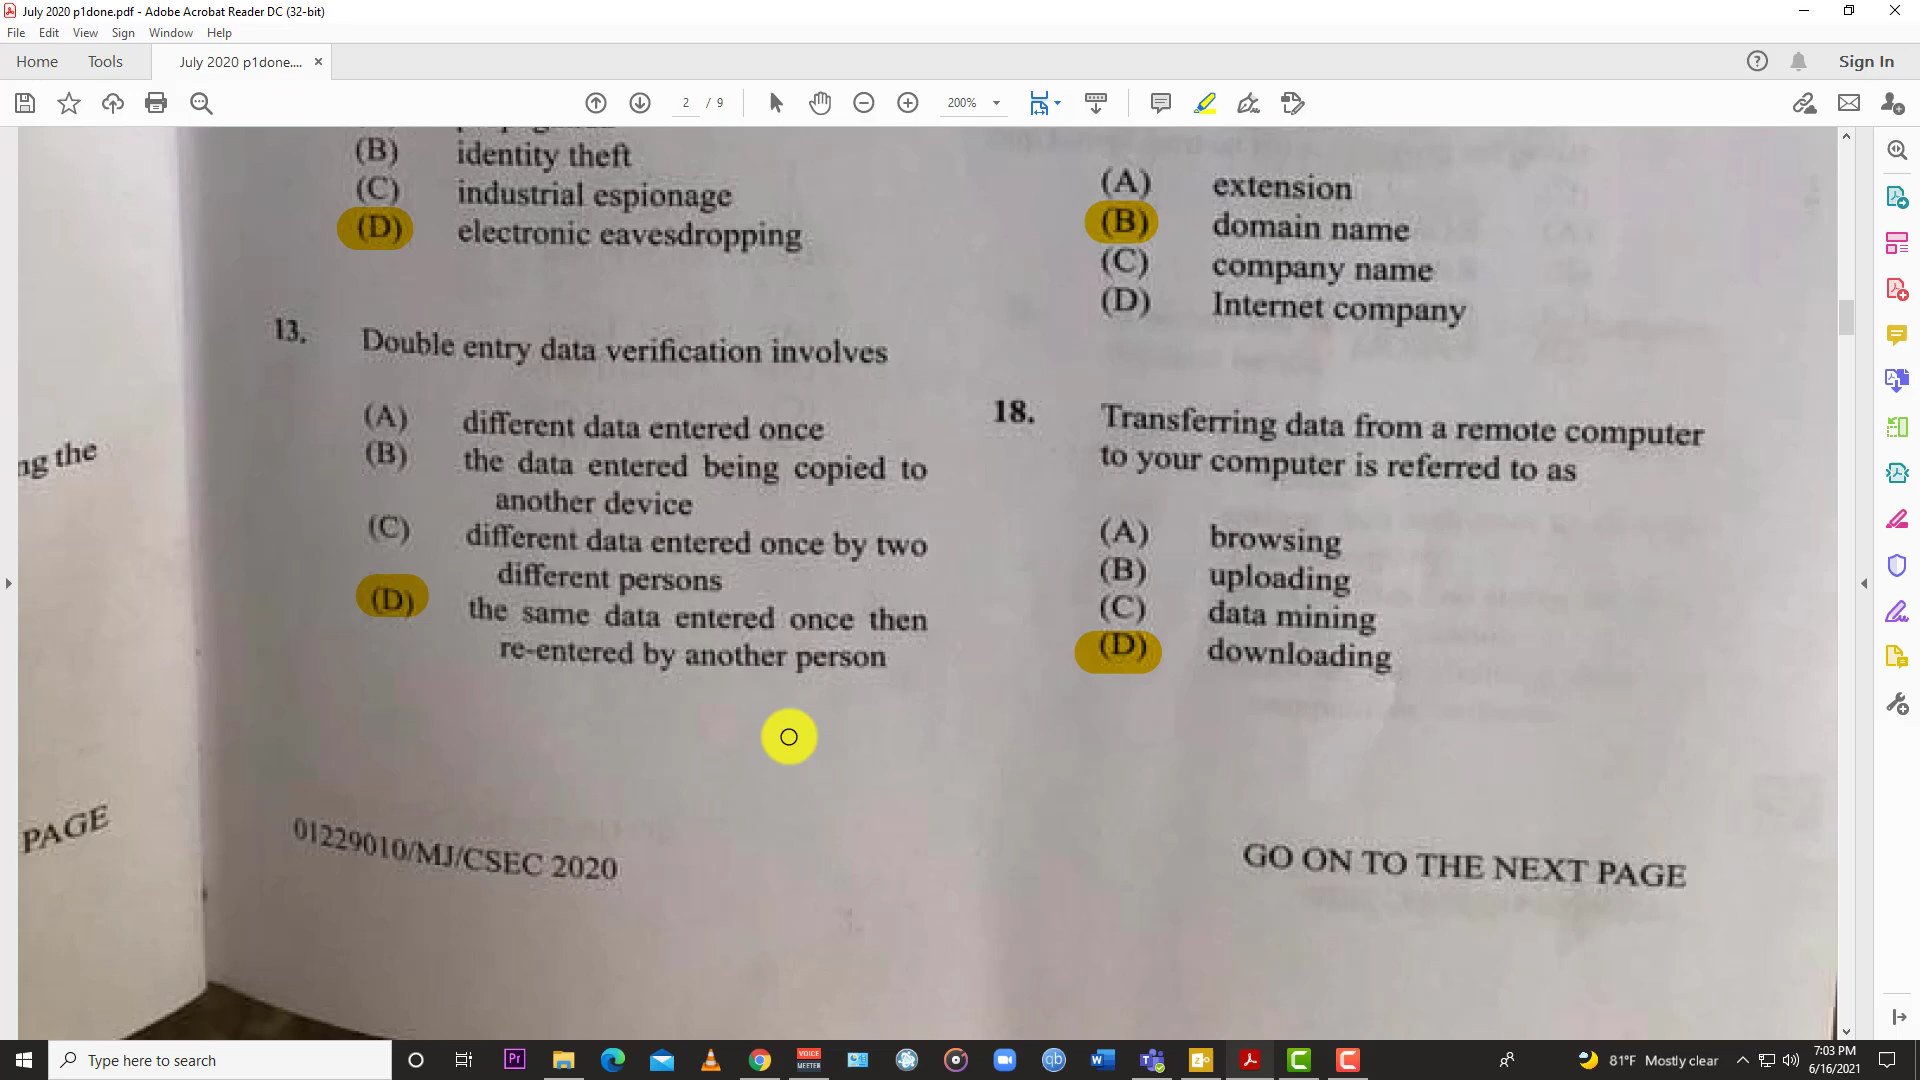 July 2020 p1done.pdf - Adobe Acrobat Reader DC (32-bit)
File Edit View Sign Window Help
Home Tools July 2020 p1done.... × Sign In
2 / 9 200%
(B) identity theft
(C) industrial espionage
(D) electronic eavesdropping
13. Double entry data verification involves
(A) different data entered once
(B) the data entered being copied to
another device
(C) different data entered once by two
different persons
(D) the same data entered once then
re-entered by another person
01229010/MJ/CSEC 2020
(A) extension
(B) domain name
(C) company name
(D) Internet company
18. Transferring data from a remote computer
to your computer is referred to as
(A) browsing
(B) uploading
(C) data mining
(D) downloading
GO ON TO THE NEXT PAGE
ng the
PAGE
Type here to search
Pr
VOICE
MEETER
qb
81°F Mostly clear
7:03 PM
6/16/2021